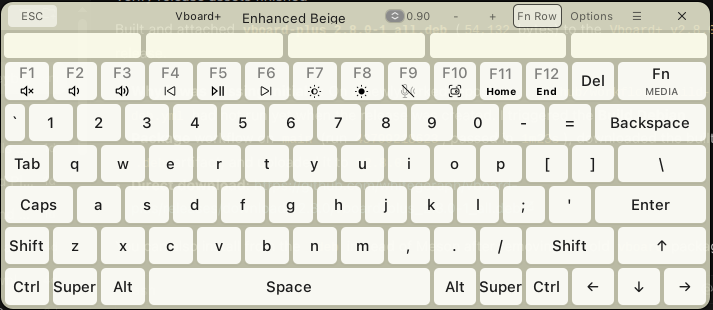 ESC Vboard+ Enhanced Beige 0.90 - + Fn Row Options ☰ ✕
F1 F2 F3 F4 F5 F6 F7 F8 F9 F10 F11 Home F12 End Del Fn MEDIA
` 1 2 3 4 5 6 7 8 9 0 - = Backspace
Tab q w e r t y u i o p [ ] \
Caps a s d f g h j k l ; ' Enter
Shift z x c v b n m , . / Shift ↑
Ctrl Super Alt Space Alt Super Ctrl ← ↓ →